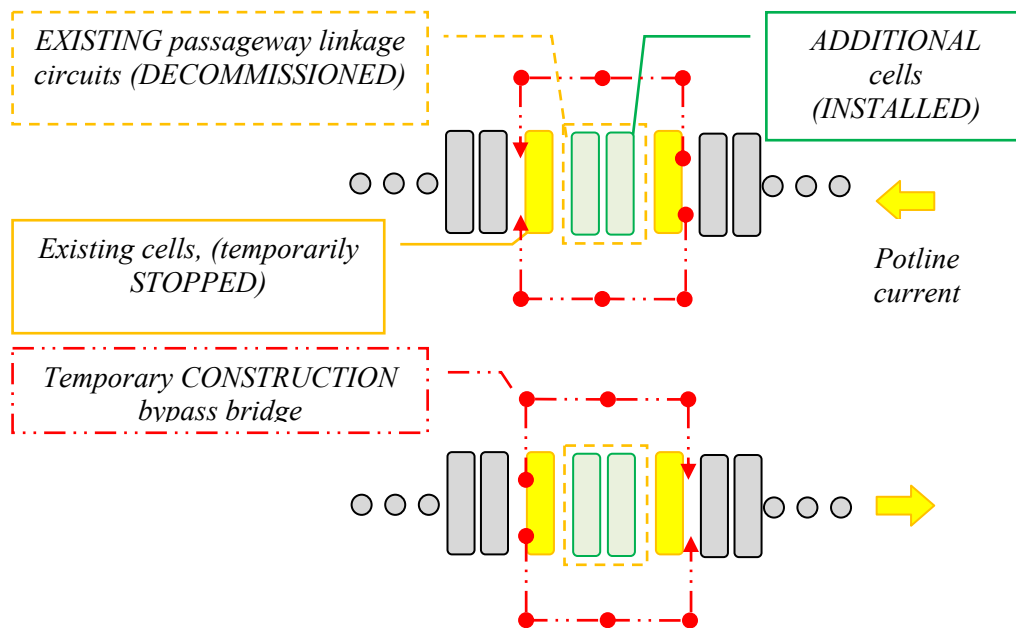 EXISTING passageway linkage
circuits (DECOMMISSIONED)
ADDITIONAL
cells
(INSTALLED)
Existing cells, (temporarily
STOPPED)
Potline
current
Temporary CONSTRUCTION
bypass bridge